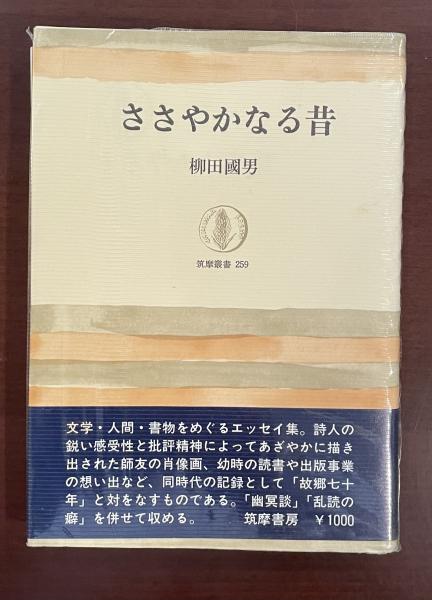 ささやかなる昔
柳田國男
筑摩叢書 259
文学・人間・書物をめぐるエッセイ集。詩人の
鋭い感受性と批評精神によってあざやかに描き
出された師友の肖像画、幼時の読書や出版事業
の想い出など、同時代の記録として「故郷七十
年」と対をなすものである。「幽冥談」「乱読の
癖」を併せて収める。 筑摩書房 ￥1000